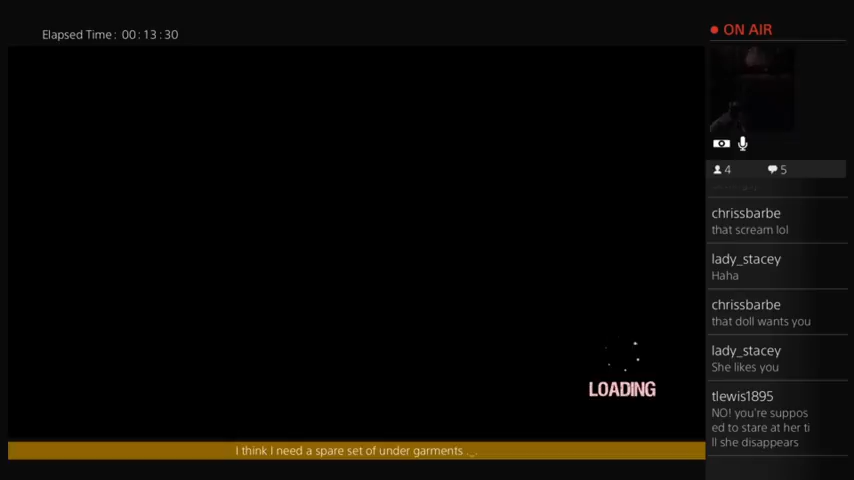 Elapsed Time: 00:13:30
ON AIR
4
5
chrissbarbe
that scream lol
lady_stacey
Haha
chrissbarbe
that doll wants you
lady_stacey
She likes you
tlewis1895
NO! you're suppos
ed to stare at her ti
ll she disappears
LOADING
I think I need a spare set of under garments ._.